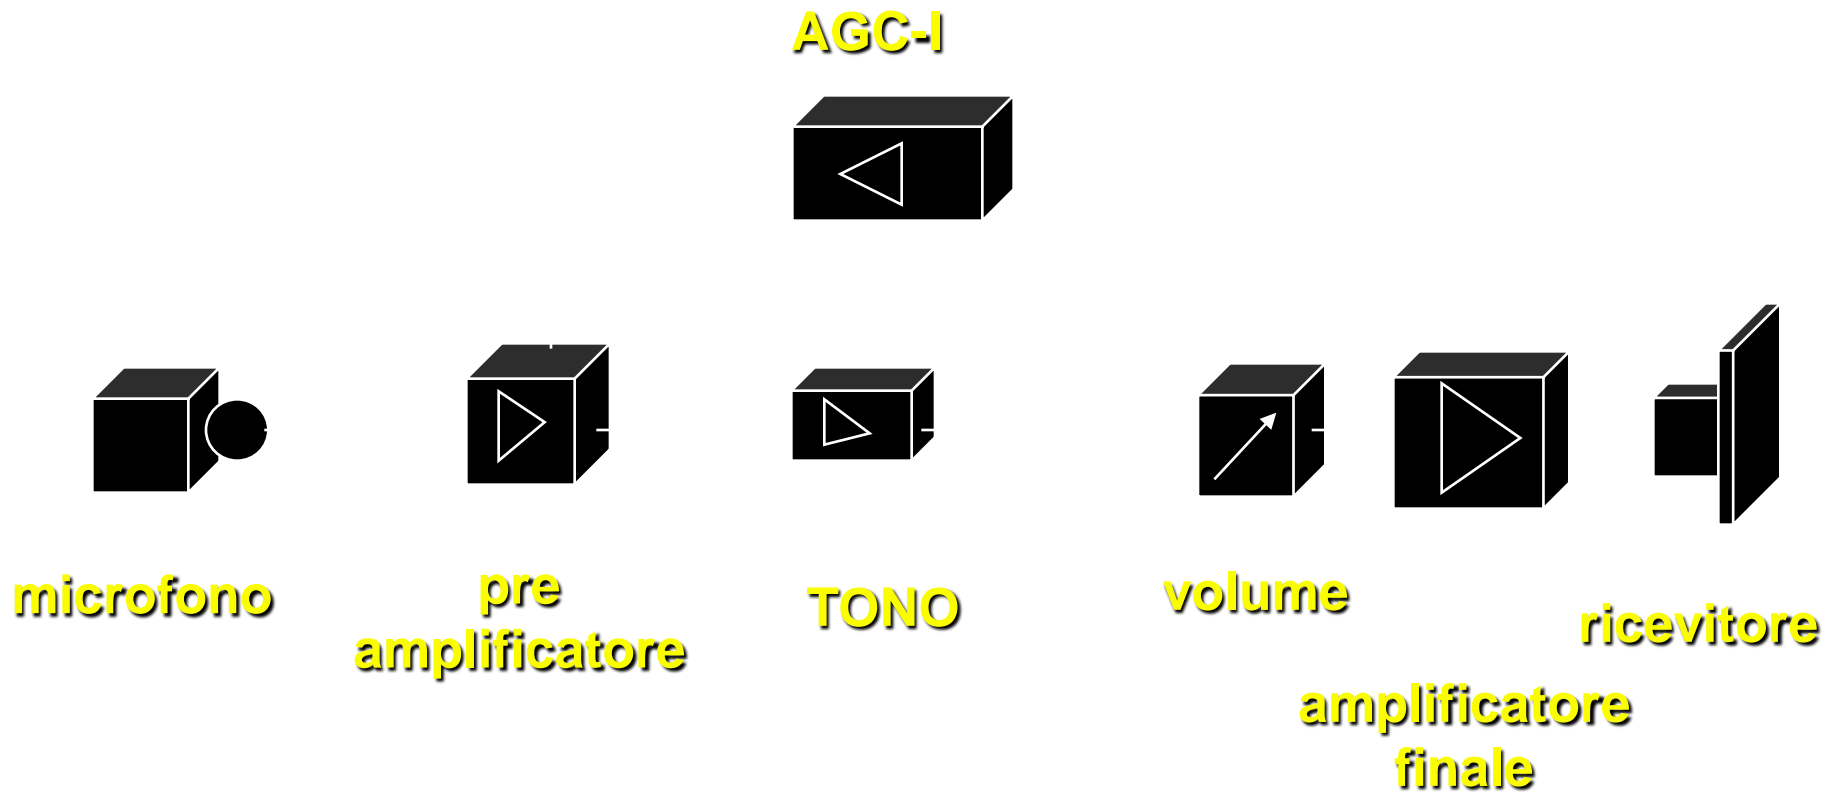 AGC-I
microfono
pre
amplificatore
TONO
volume
ricevitore
amplificatore
finale